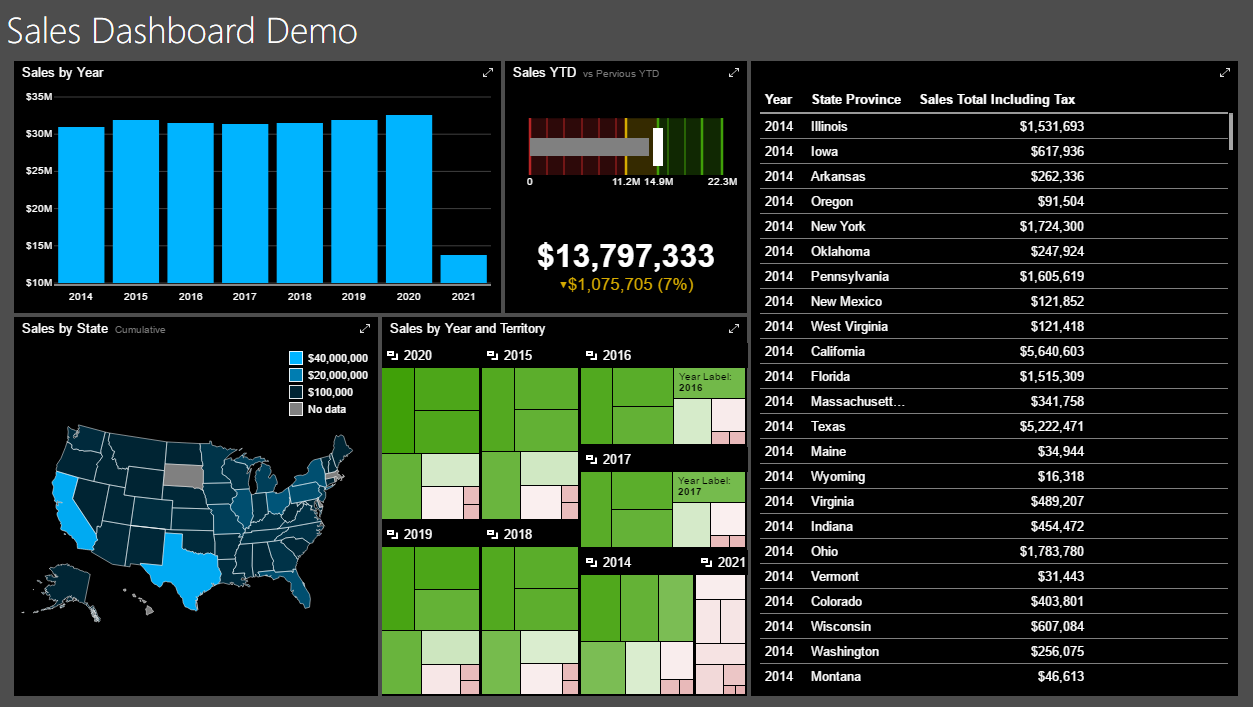 Sales Dashboard Demo
Sales by Year
$35M
$30M
$25M
$20M
$15M
$10M
2014 2015 2016 2017 2018 2019 2020 2021
Sales YTD vs Pervious YTD
0 11.2M 14.9M 22.3M
$13,797,333
▼$1,075,705 (7%)
Sales by State Cumulative
$40,000,000
$20,000,000
$100,000
No data
Sales by Year and Territory
2020 2015 2016
Year Label:
2016
2017
Year Label:
2017
2019 2018
2014 2021
Year State Province Sales Total Including Tax
2014 Illinois $1,531,693
2014 Iowa $617,936
2014 Arkansas $262,336
2014 Oregon $91,504
2014 New York $1,724,300
2014 Oklahoma $247,924
2014 Pennsylvania $1,605,619
2014 New Mexico $121,852
2014 West Virginia $121,418
2014 California $5,640,603
2014 Florida $1,515,309
2014 Massachusett... $341,758
2014 Texas $5,222,471
2014 Maine $34,944
2014 Wyoming $16,318
2014 Virginia $489,207
2014 Indiana $454,472
2014 Ohio $1,783,780
2014 Vermont $31,443
2014 Colorado $403,801
2014 Wisconsin $607,084
2014 Washington $256,075
2014 Montana $46,613